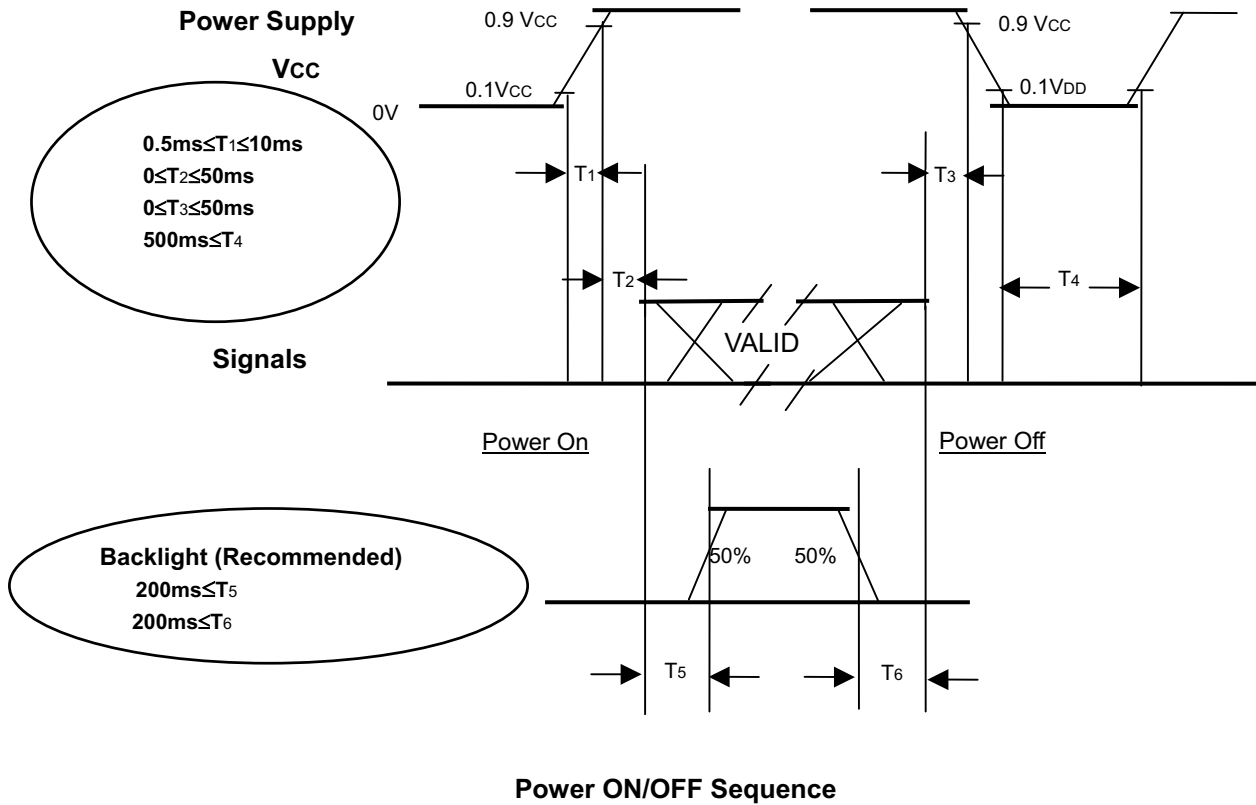 Power Supply
VCC
0.9 VCC
0.1VCC
0V
0.9 VCC
0.1VDD
0.5ms≤T1≤10ms
0≤T2≤50ms
0≤T3≤50ms
500ms≤T4
T1
T3
T2
T4
VALID
Signals
Power On
Power Off
Backlight (Recommended)
200ms≤T5
200ms≤T6
50%
50%
T5
T6
Power ON/OFF Sequence